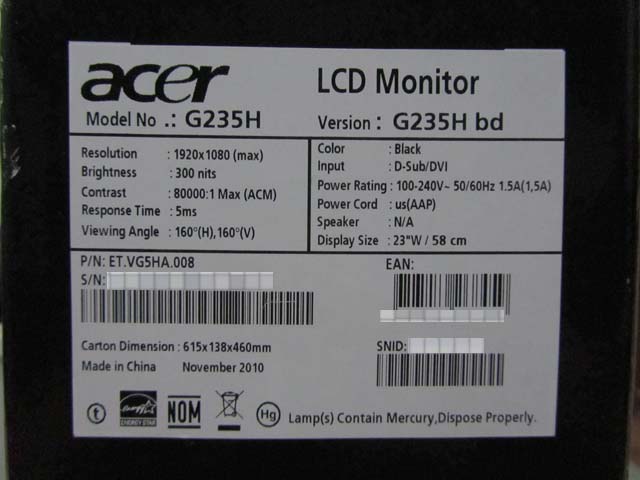 acer
LCD Monitor
Model No .: G235H
Version : G235H bd
Resolution : 1920x1080 (max)
Brightness : 300 nits
Contrast : 80000:1 Max (ACM)
Response Time : 5ms
Viewing Angle : 160°(H),160°(V)
Color : Black
Input : D-Sub/DVI
Power Rating : 100-240V~ 50/60Hz 1.5A(1,5A)
Power Cord : us(AAP)
Speaker : N/A
Display Size : 23"W / 58 cm
P/N: ET.VG5HA.008
S/N:
EAN:
SNID:
Carton Dimension : 615x138x460mm
Made in China November 2010
t
ENERGY STAR
NOM
Hg
Lamp(s) Contain Mercury,Dispose Properly.